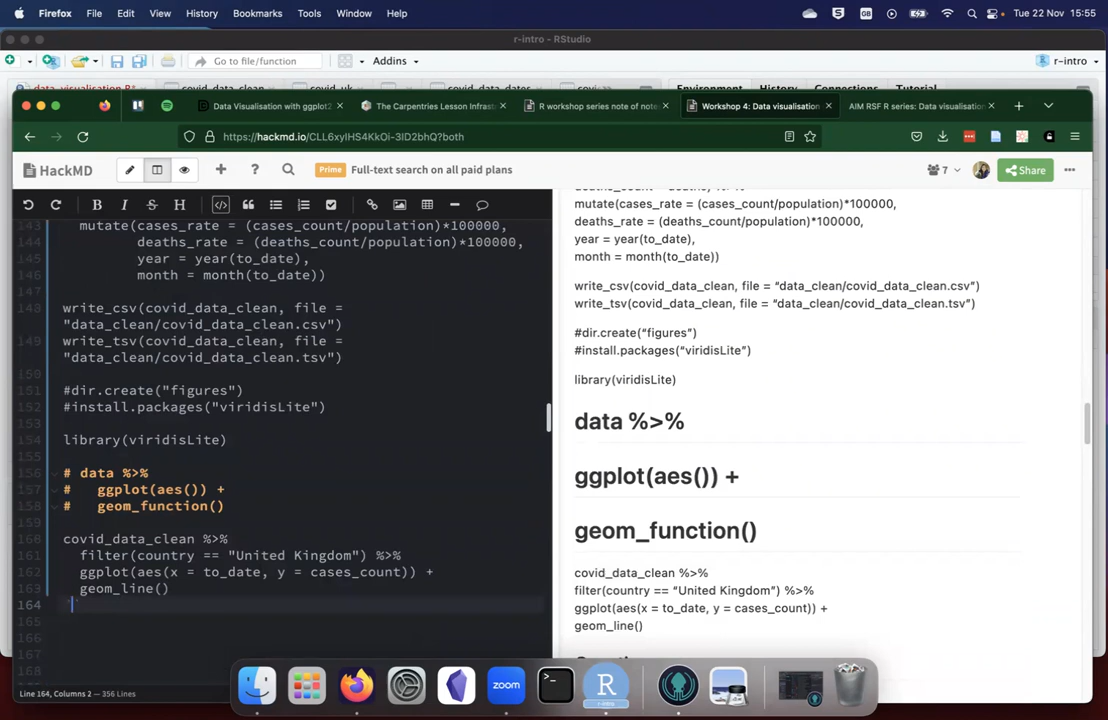 Firefox File Edit View History Bookmarks Tools Window Help Tue 22 Nov 15:55
r-intro — RStudio
Go to file/function Addins r-intro
Data Visualisation with ggplot2 The Carpentries Lesson Infrast R workshop series note of note Workshop 4: Data visualisation AIM RSF R series: Data visualisation
https://hackmd.io/CLL6xyIHS4KkOi-3ID2bhQ?both
HackMD Prime Full-text search on all paid plans 7 Share
143 mutate(cases_rate = (cases_count/population)*100000,
144 deaths_rate = (deaths_count/population)*100000,
145 year = year(to_date),
146 month = month(to_date))
147
148 write_csv(covid_data_clean, file =
"data_clean/covid_data_clean.csv")
149 write_tsv(covid_data_clean, file =
"data_clean/covid_data_clean.tsv")
150
151 #dir.create("figures")
152 #install.packages("viridisLite")
153
154 library(viridisLite)
155
156 # data %>%
157 # ggplot(aes()) +
158 # geom_function()
159
160 covid_data_clean %>%
161 filter(country == "United Kingdom") %>%
162 ggplot(aes(x = to_date, y = cases_count)) +
163 geom_line()
164
165
166
167
168
Line 164, Columns 2 — 356 Lines
mutate(cases_rate = (cases_count/population)*100000,
deaths_rate = (deaths_count/population)*100000,
year = year(to_date),
month = month(to_date))
write_csv(covid_data_clean, file = “data_clean/covid_data_clean.csv”)
write_tsv(covid_data_clean, file = “data_clean/covid_data_clean.tsv”)
#dir.create(“figures”)
#install.packages(“viridisLite”)
library(viridisLite)
data %>%
ggplot(aes()) +
geom_function()
covid_data_clean %>%
filter(country == “United Kingdom”) %>%
ggplot(aes(x = to_date, y = cases_count)) +
geom_line()
zoom